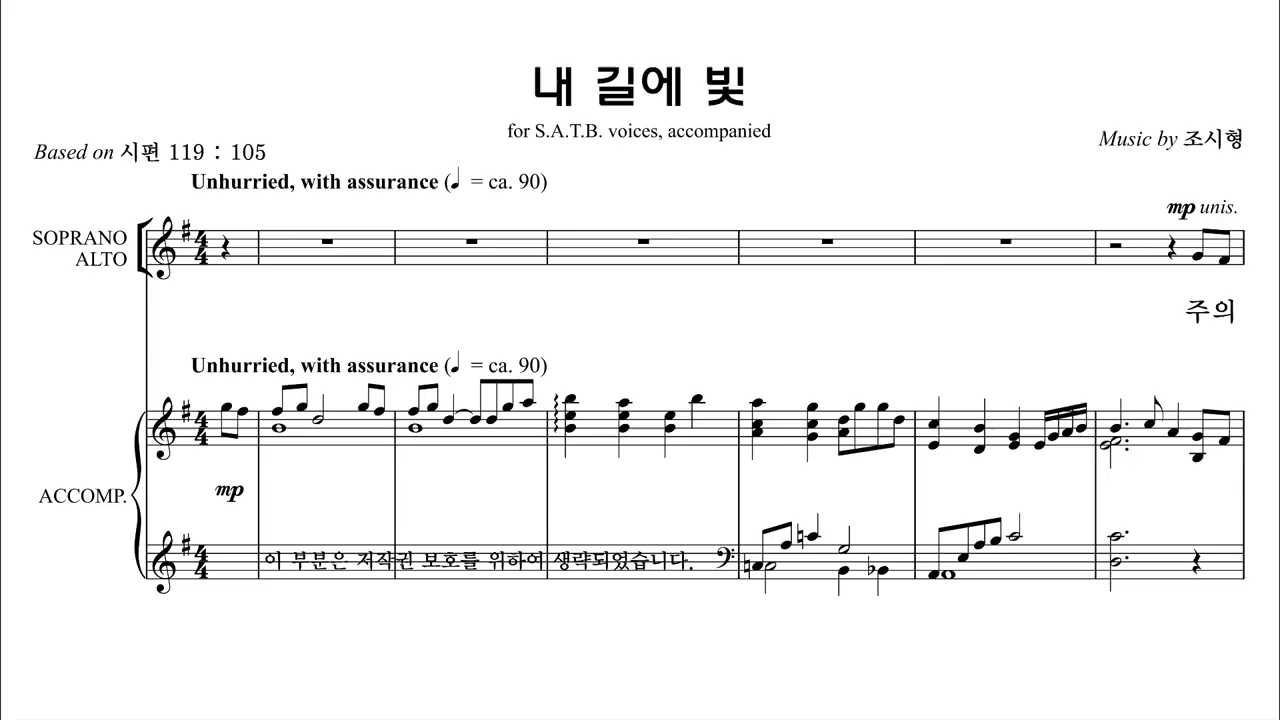 내 길에 빛
for S.A.T.B. voices, accompanied
Based on 시편 119 : 105
Music by 조시형
Unhurried, with assurance (♩ = ca. 90)
mp unis.
SOPRANO
ALTO
주의
Unhurried, with assurance (♩ = ca. 90)
mp
ACCOMP.
이 부분은 저작권 보호를 위하여 생략되었습니다.